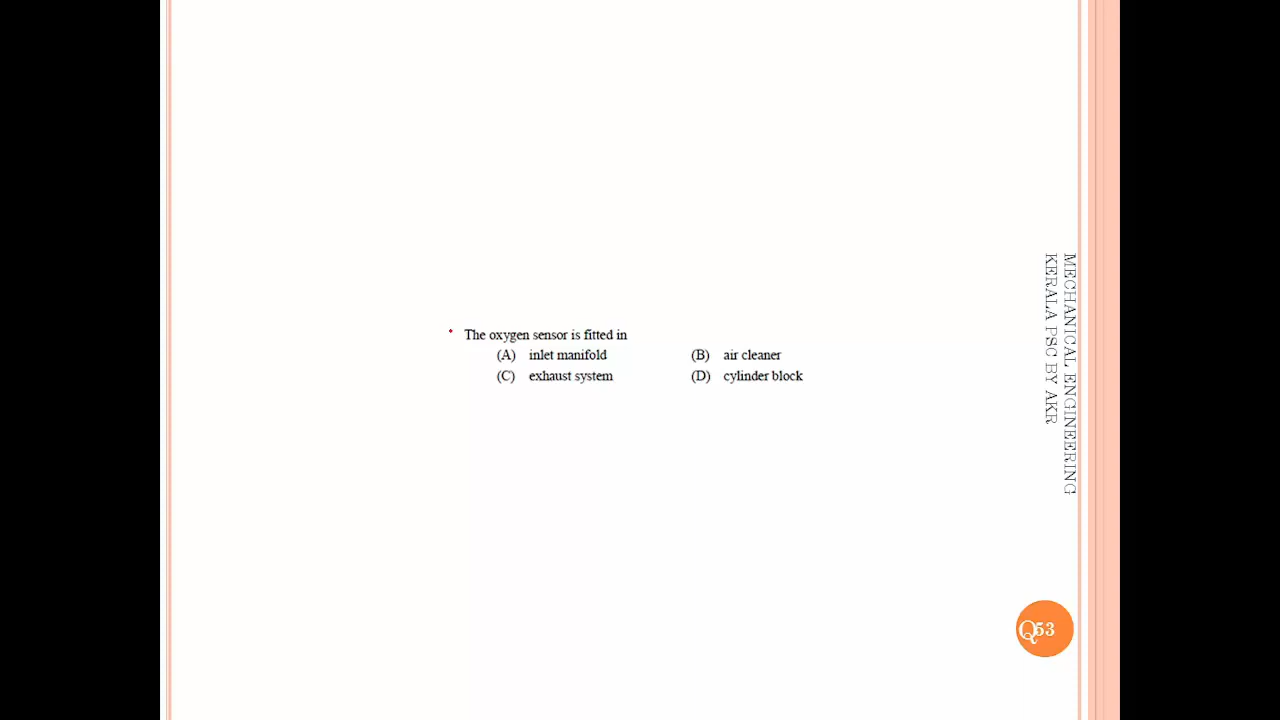 • The oxygen sensor is fitted in
(A) inlet manifold (B) air cleaner
(C) exhaust system (D) cylinder block
MECHANICAL ENGINEERING
KERALA PSC BY AKR
Q53